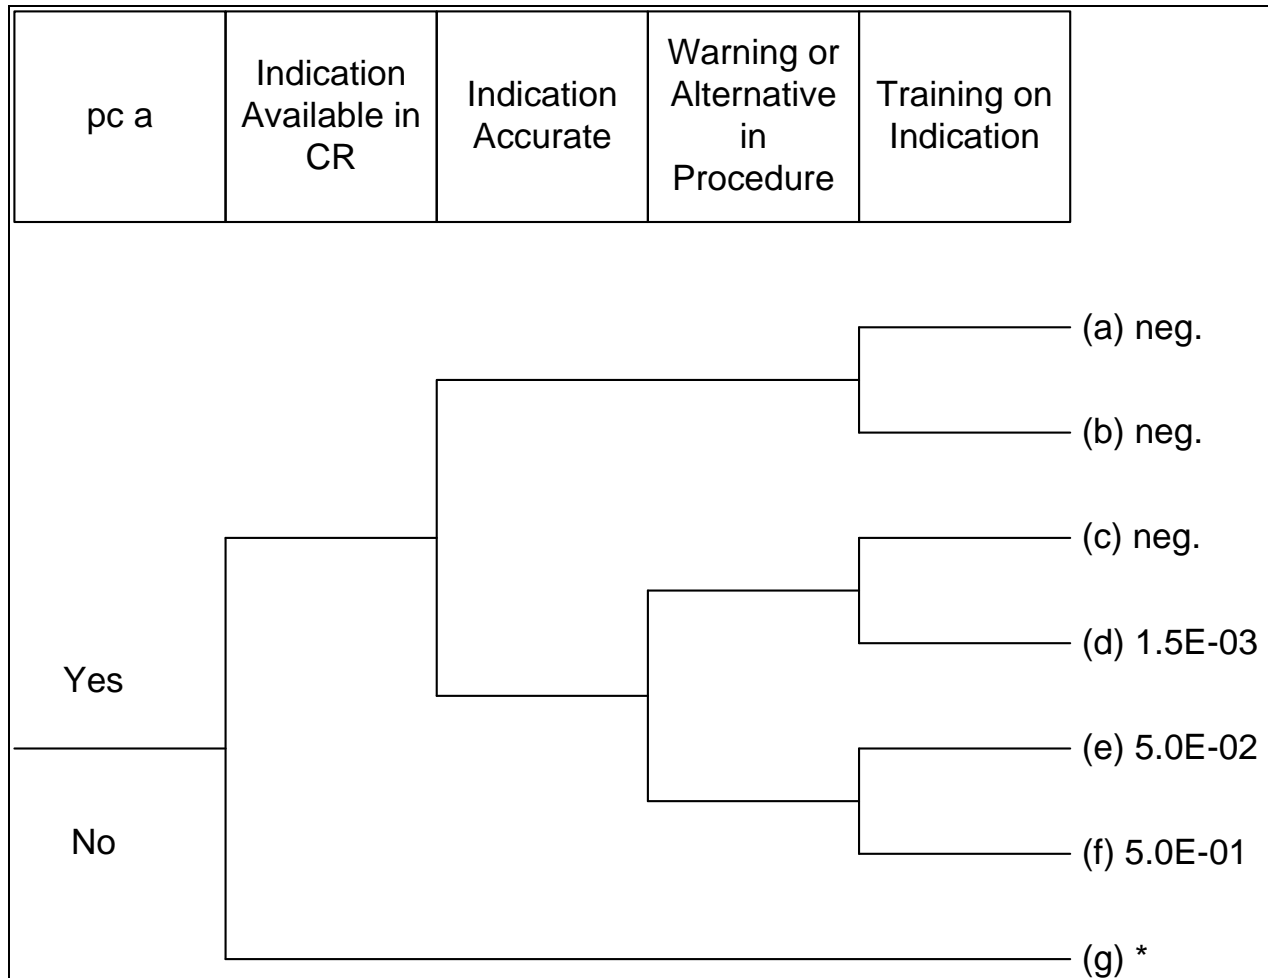 pc a
Indication
Available in
CR
Indication
Accurate
Warning or
Alternative
in
Procedure
Training on
Indication
(a) neg.
(b) neg.
(c) neg.
(d) 1.5E-03
Yes
(e) 5.0E-02
No
(f) 5.0E-01
(g) *